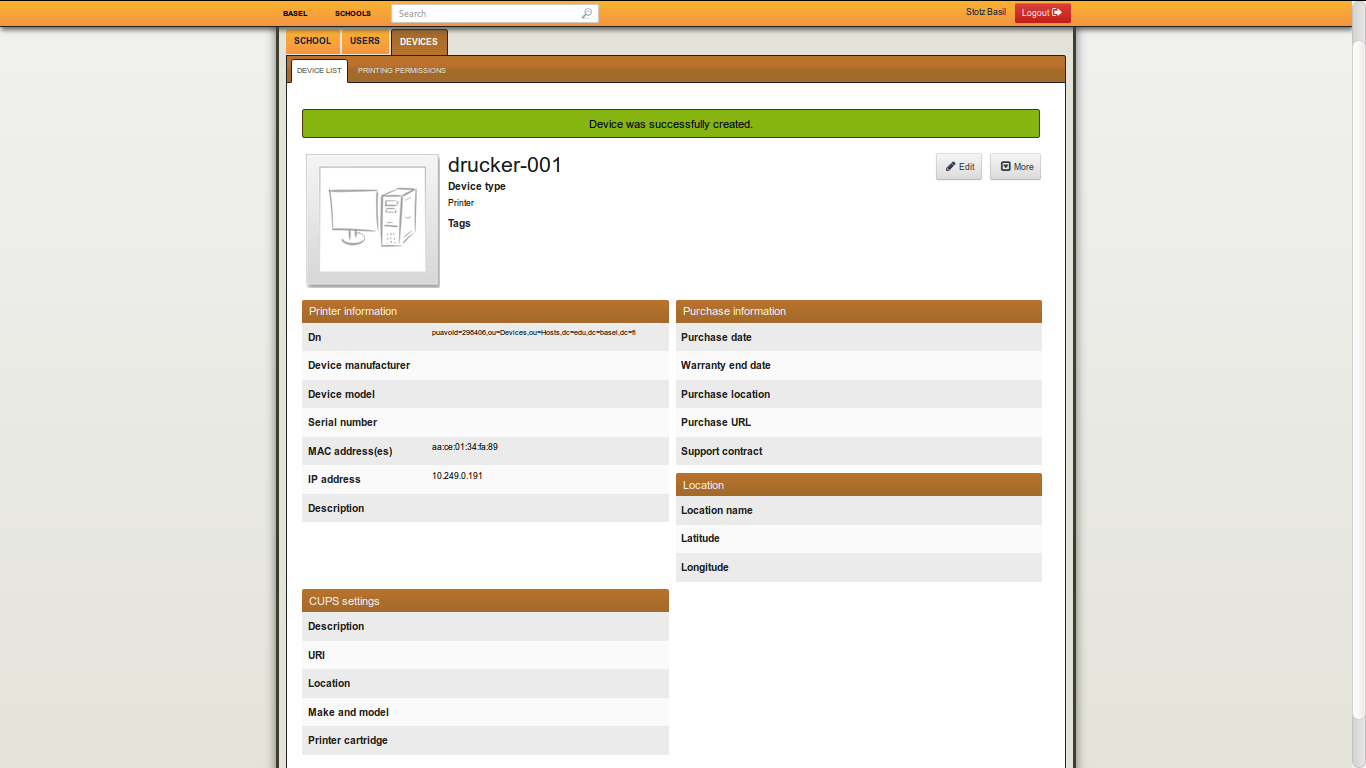 BASEL SCHOOLS Search Stotz Basil Logout
SCHOOL USERS DEVICES
DEVICE LIST PRINTING PERMISSIONS
Device was successfully created.
drucker-001
Edit More
Device type
Printer
Tags
Printer information
Dn puavoId=298406,ou=Devices,ou=Hosts,dc=edu,dc=basel,dc=fi
Device manufacturer
Device model
Serial number
MAC address(es) aa:ce:01:34:fa:89
IP address 10.249.0.191
Description
Purchase information
Purchase date
Warranty end date
Purchase location
Purchase URL
Support contract
Location
Location name
Latitude
Longitude
CUPS settings
Description
URI
Location
Make and model
Printer cartridge